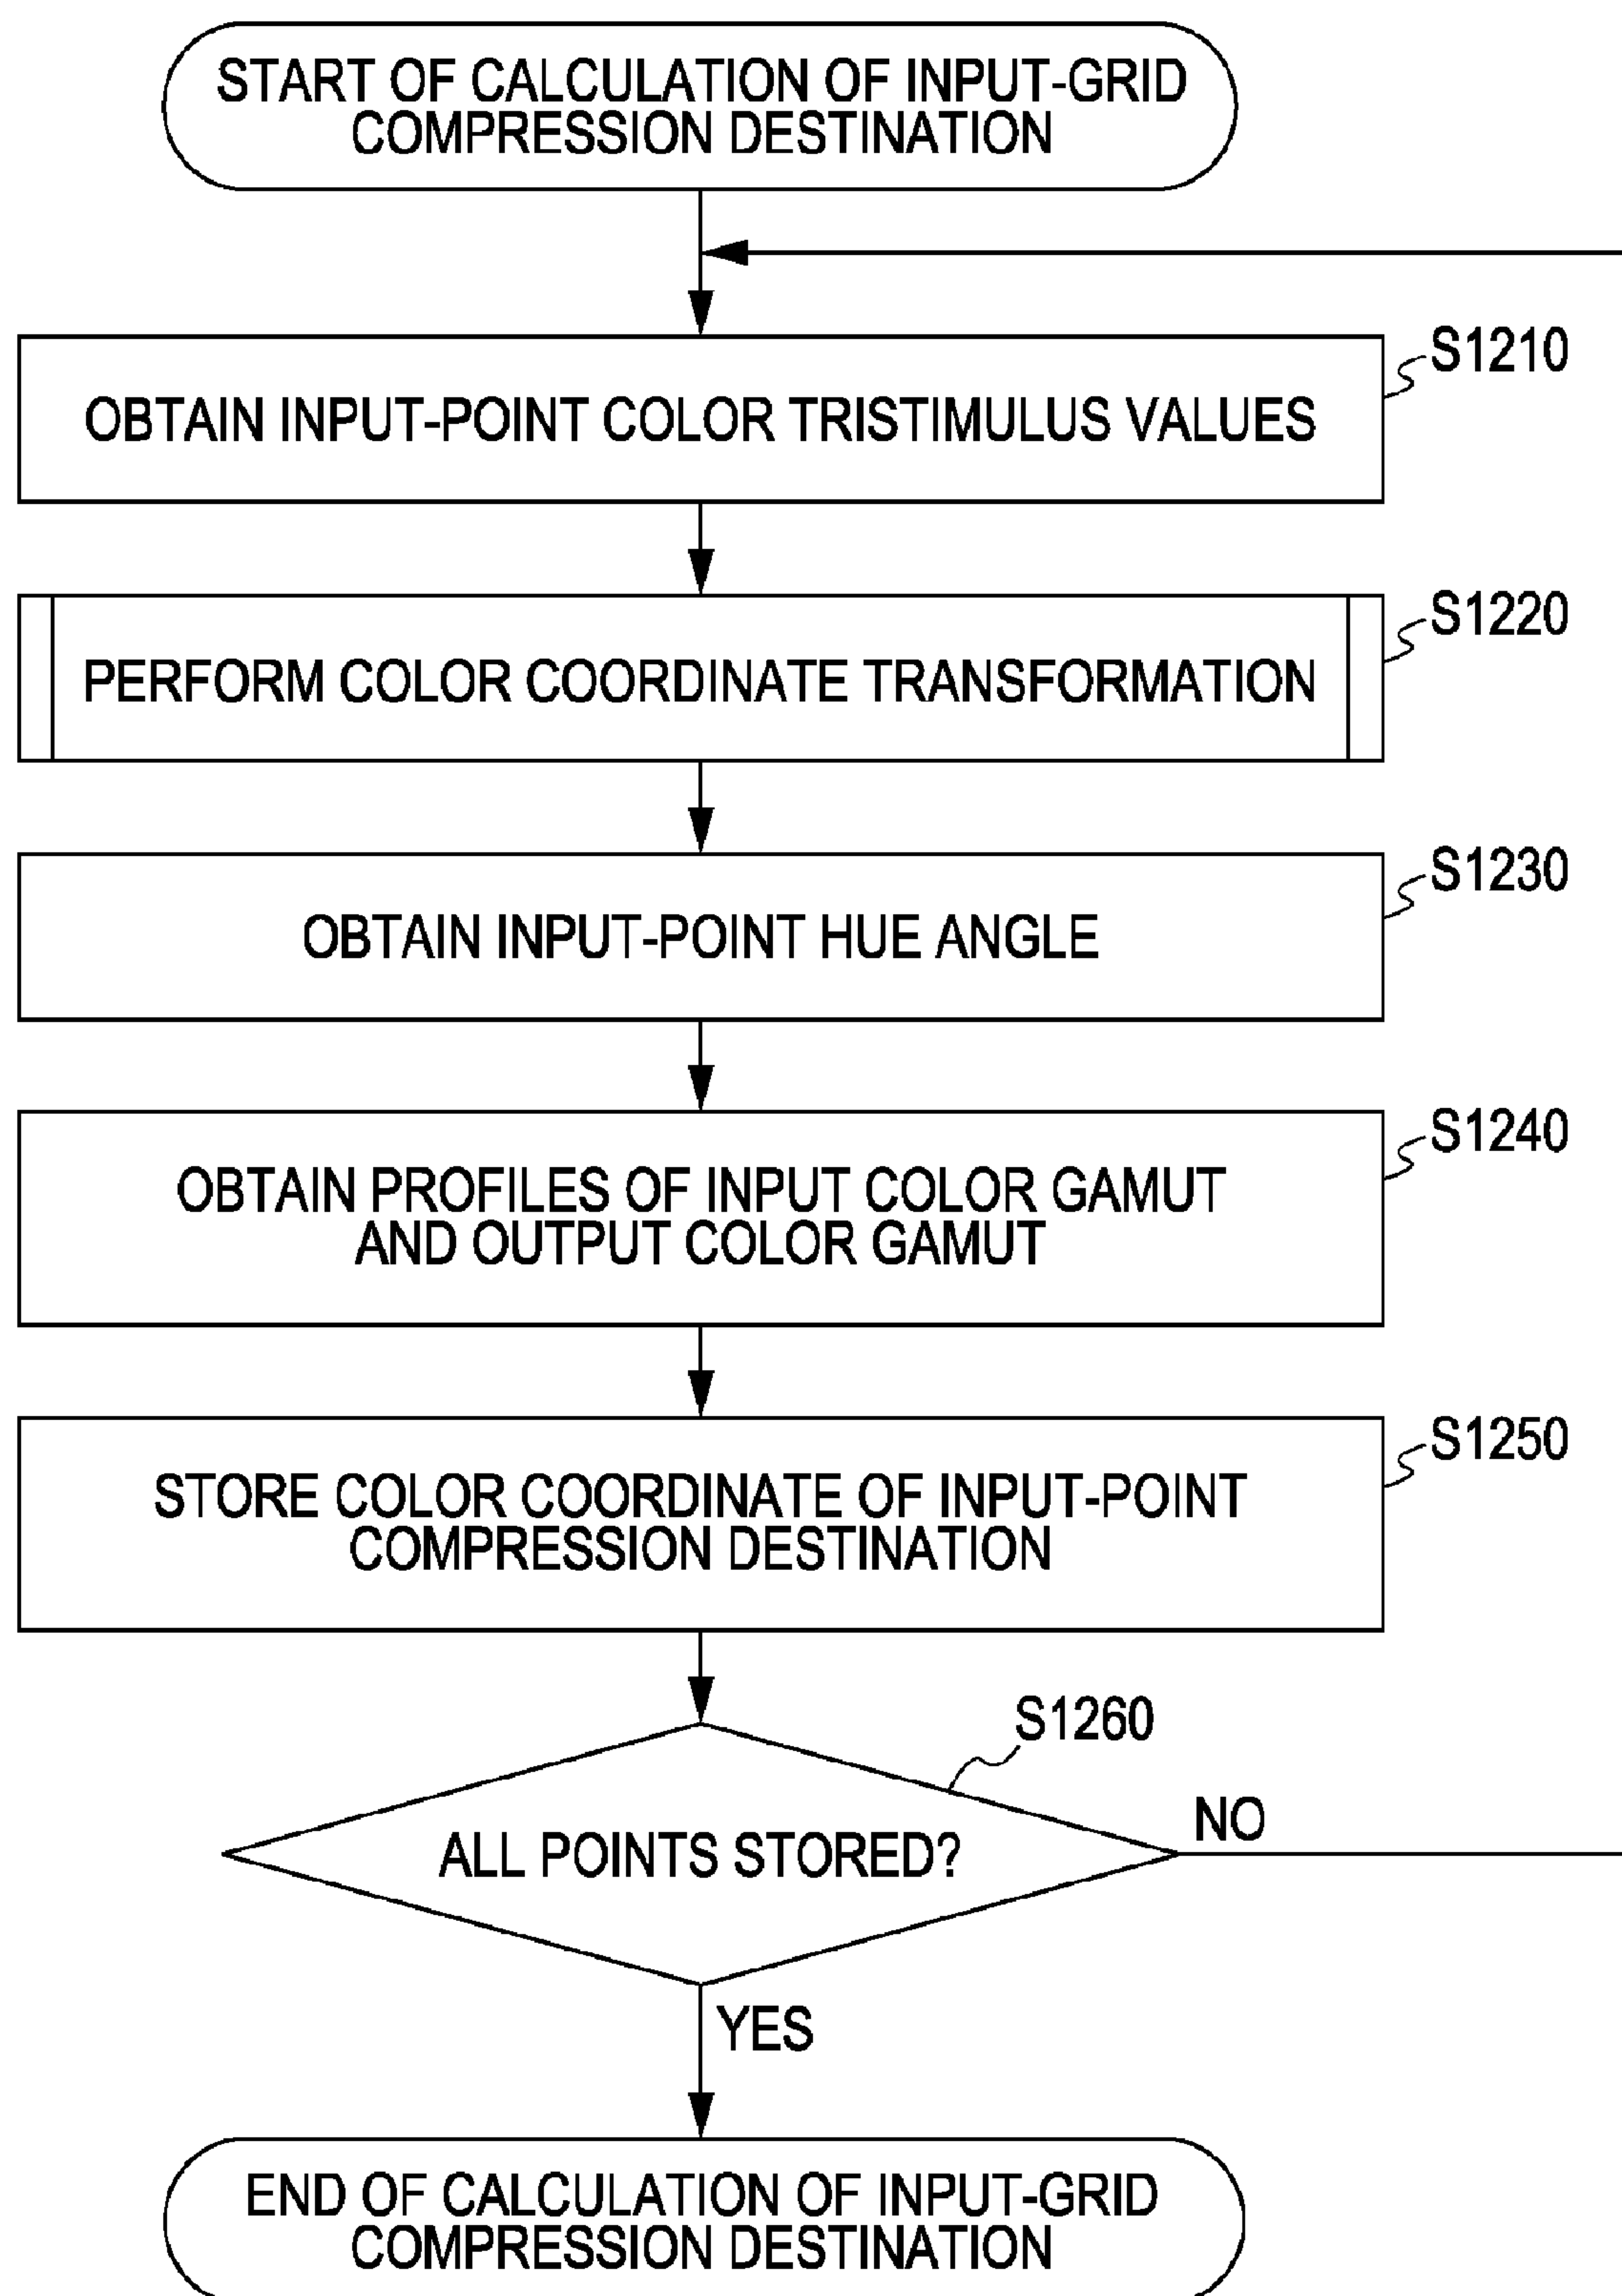 START OF CALCULATION OF INPUT-GRID
COMPRESSION DESTINATION
S1210
OBTAIN INPUT-POINT COLOR TRISTIMULUS VALUES
S1220
PERFORM COLOR COORDINATE TRANSFORMATION
S1230
OBTAIN INPUT-POINT HUE ANGLE
S1240
OBTAIN PROFILES OF INPUT COLOR GAMUT
AND OUTPUT COLOR GAMUT
S1250
STORE COLOR COORDINATE OF INPUT-POINT
COMPRESSION DESTINATION
S1260
ALL POINTS STORED?
NO
YES
END OF CALCULATION OF INPUT-GRID
COMPRESSION DESTINATION